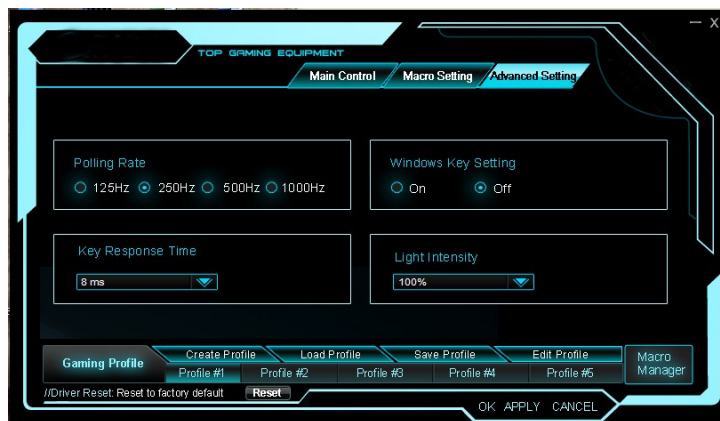 — X
TOP GAMING EQUIPMENT
Main Control Macro Setting Advanced Setting
Polling Rate
125Hz 250Hz 500Hz 1000Hz
Windows Key Setting
On Off
Key Response Time
8 ms
Light Intensity
100%
Gaming Profile
Create Profile Load Profile Save Profile Edit Profile
Profile #1 Profile #2 Profile #3 Profile #4 Profile #5
Macro
Manager
//Driver Reset: Reset to factory default Reset
OK APPLY CANCEL